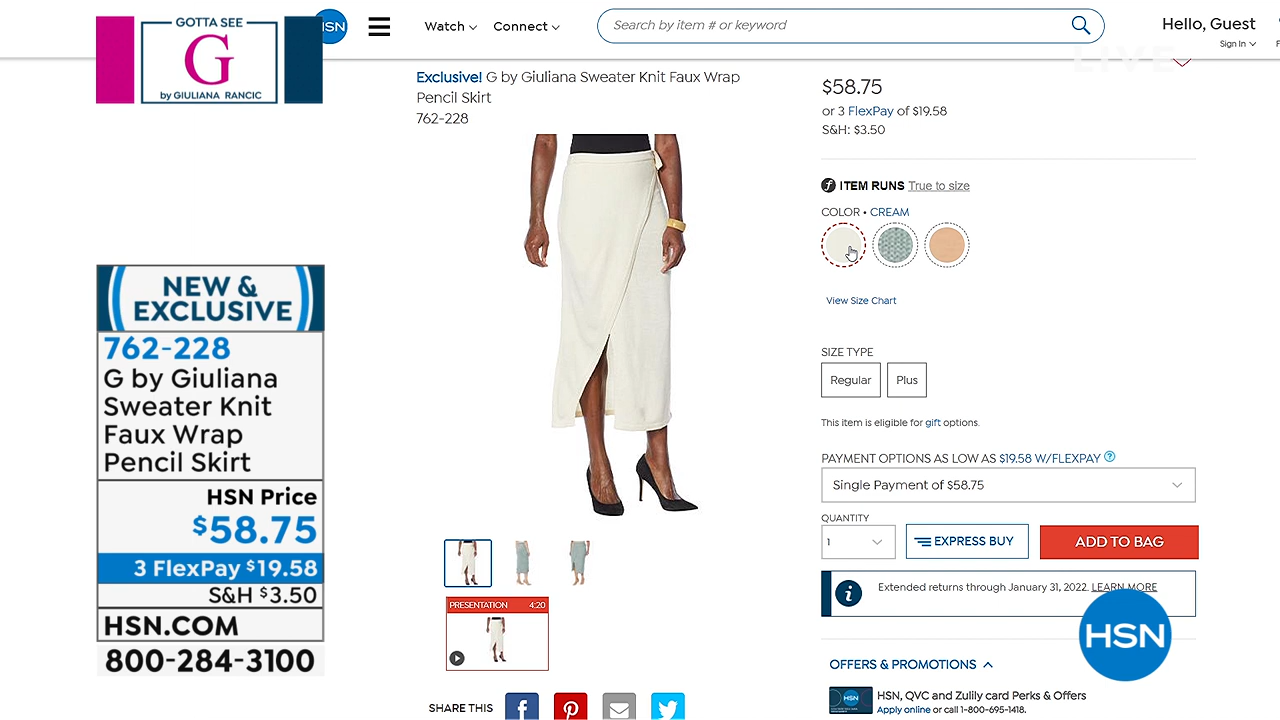 GOTTA SEE
G
by GIULIANA RANCIC
HSN
Watch
Connect
Search by item # or keyword
Hello, Guest
Sign In
LIVE
Exclusive! G by Giuliana Sweater Knit Faux Wrap
Pencil Skirt
762-228
$58.75
or 3 FlexPay of $19.58
S&H: $3.50
ITEM RUNS True to size
COLOR • CREAM
View Size Chart
SIZE TYPE
Regular
Plus
This item is eligible for gift options.
PAYMENT OPTIONS AS LOW AS $19.58 W/FLEXPAY ?
Single Payment of $58.75
QUANTITY
1
EXPRESS BUY
ADD TO BAG
i
Extended returns through January 31, 2022. LEARN MORE
HSN
OFFERS & PROMOTIONS
HSN
HSN, QVC and Zulily card Perks & Offers
Apply online or call 1-800-695-1418.
NEW &
EXCLUSIVE
762-228
G by Giuliana
Sweater Knit
Faux Wrap
Pencil Skirt
HSN Price
$58.75
3 FlexPay $19.58
S&H $3.50
HSN.COM
800-284-3100
PRESENTATION 4:20
SHARE THIS